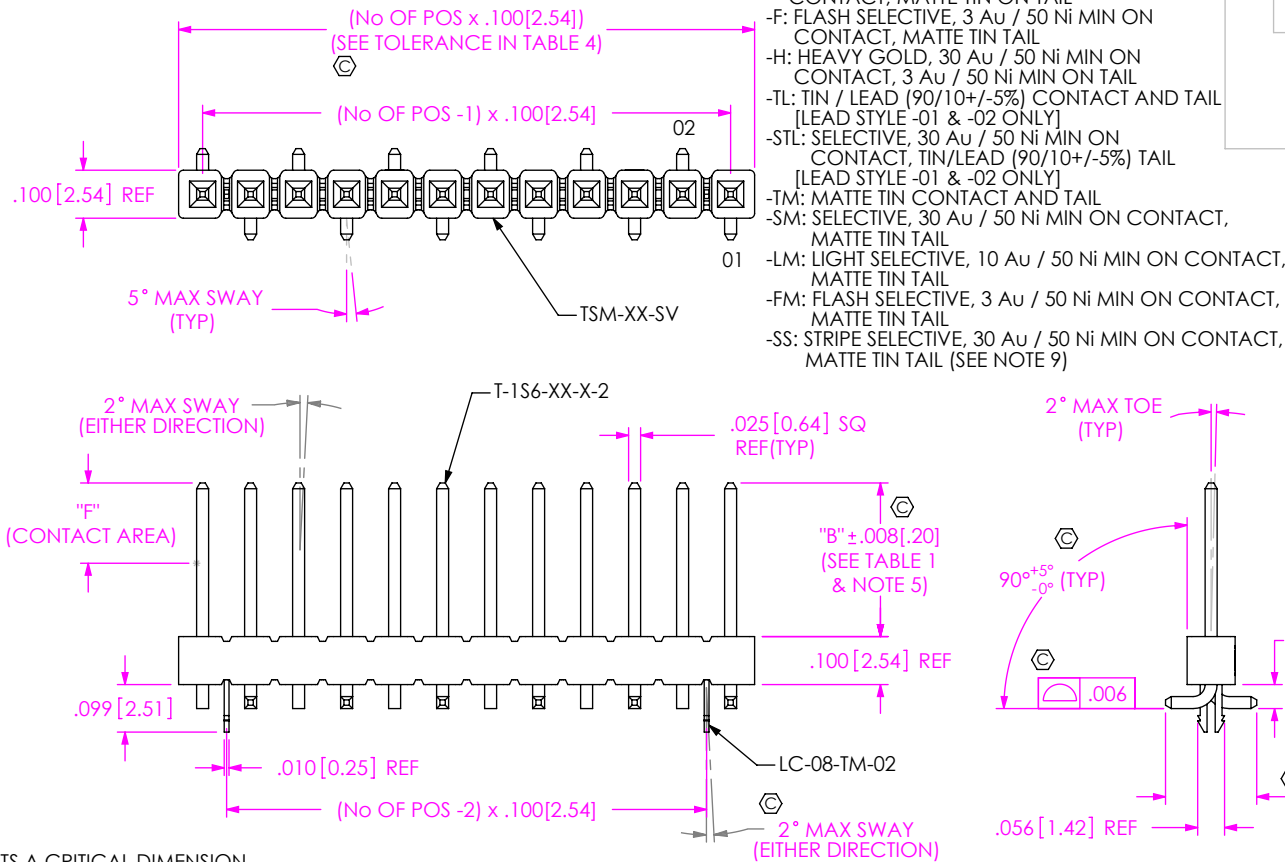 (No OF POS x .100[2.54])
(SEE TOLERANCE IN TABLE 4)
C
(No OF POS -1) x .100[2.54]
02
.100[2.54] REF
01
5° MAX SWAY
(TYP)
TSM-XX-SV
CONTACT, MATTE TIN ON TAIL
-F: FLASH SELECTIVE, 3 Au / 50 Ni MIN ON
CONTACT, MATTE TIN TAIL
-H: HEAVY GOLD, 30 Au / 50 Ni MIN ON
CONTACT, 3 Au / 50 Ni MIN ON TAIL
-TL: TIN / LEAD (90/10+/-5%) CONTACT AND TAIL
[LEAD STYLE -01 & -02 ONLY]
-STL: SELECTIVE, 30 Au / 50 Ni MIN ON
CONTACT, TIN/LEAD (90/10+/-5%) TAIL
[LEAD STYLE -01 & -02 ONLY]
-TM: MATTE TIN CONTACT AND TAIL
-SM: SELECTIVE, 30 Au / 50 Ni MIN ON CONTACT,
MATTE TIN TAIL
-LM: LIGHT SELECTIVE, 10 Au / 50 Ni MIN ON CONTACT,
MATTE TIN TAIL
-FM: FLASH SELECTIVE, 3 Au / 50 Ni MIN ON CONTACT,
MATTE TIN TAIL
-SS: STRIPE SELECTIVE, 30 Au / 50 Ni MIN ON CONTACT,
MATTE TIN TAIL (SEE NOTE 9)
2° MAX SWAY
(EITHER DIRECTION)
T-1S6-XX-X-2
.025[0.64] SQ
REF(TYP)
"F"
(CONTACT AREA)
C
"B"±.008[.20]
(SEE TABLE 1
& NOTE 5)
.100[2.54] REF
.099[2.51]
.010[0.25] REF
LC-08-TM-02
(No OF POS -2) x .100[2.54]
C
2° MAX SWAY
(EITHER DIRECTION)
2° MAX TOE
(TYP)
C
90° +5° -0° (TYP)
C
.006
.056[1.42] REF
TS A CRITICAL DIMENSION